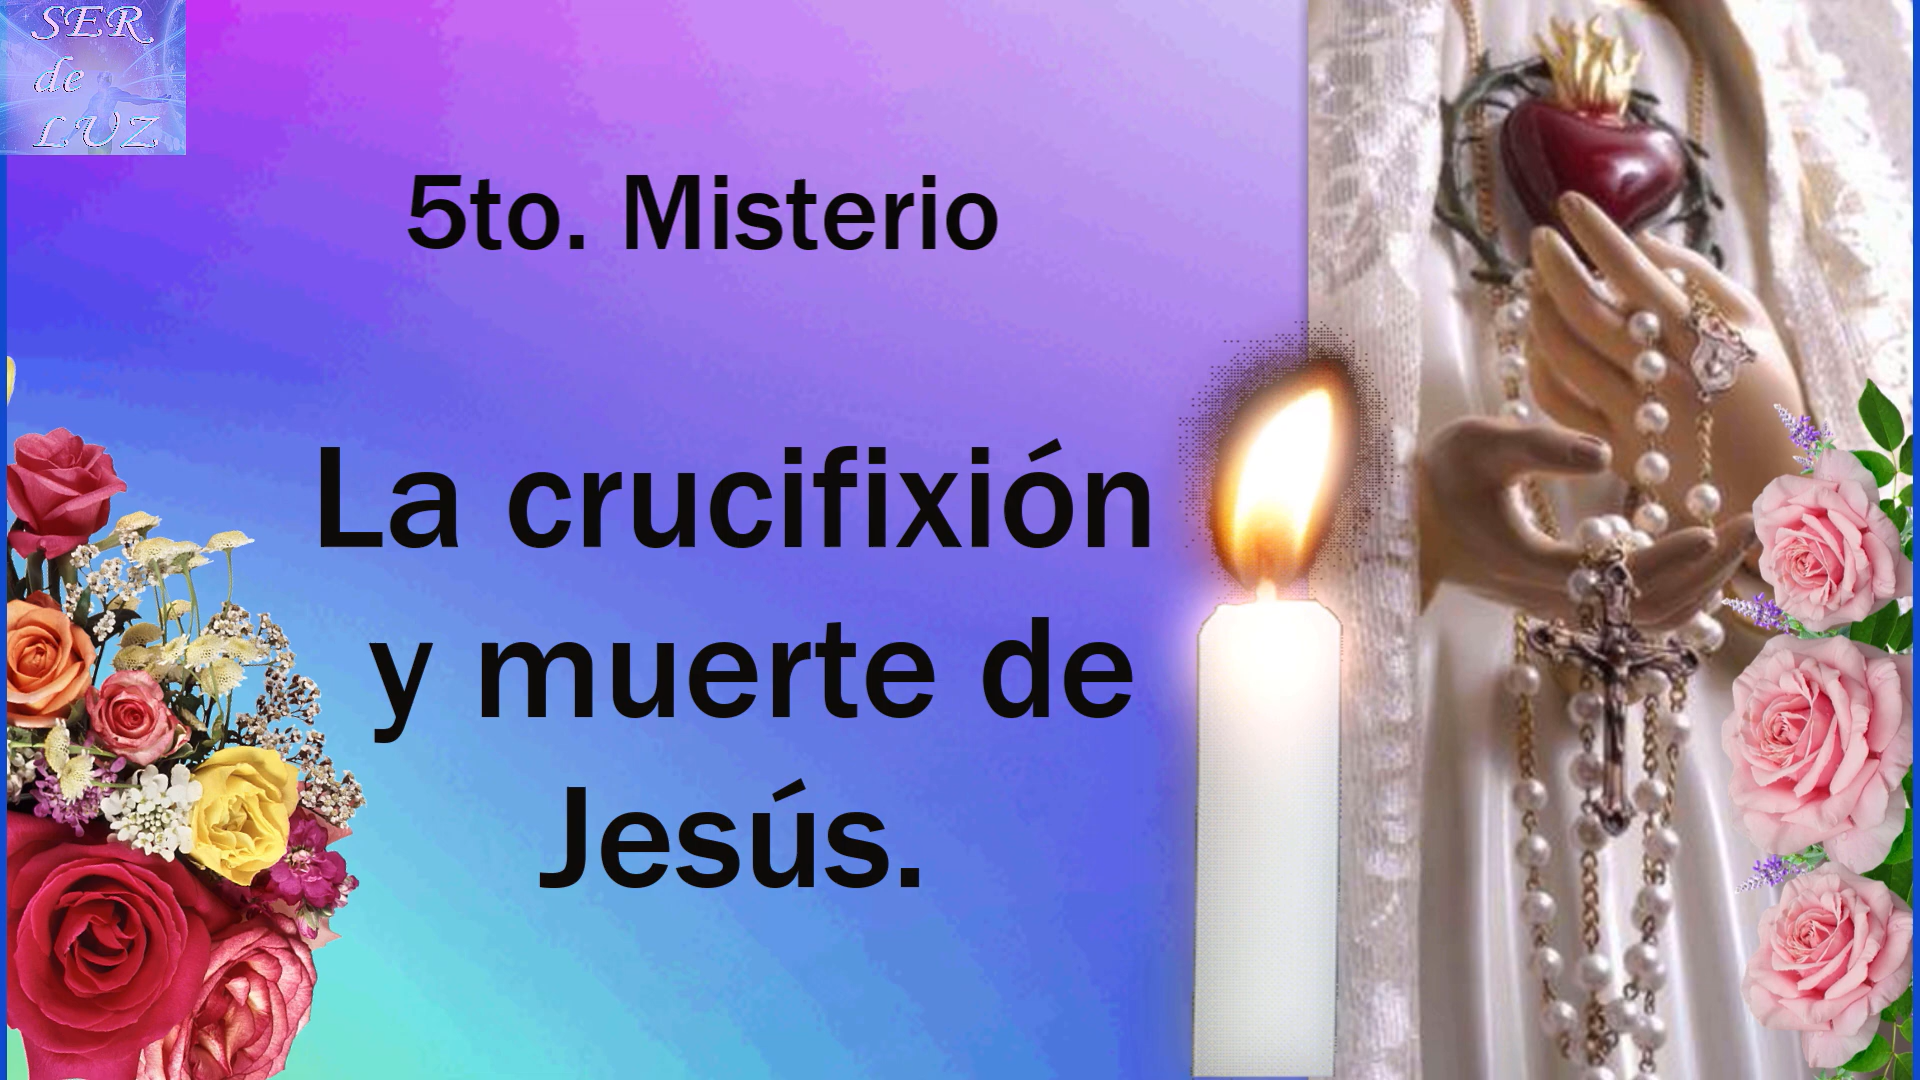 SER
de
LUZ
5to. Misterio
La crucifixión
y muerte de
Jesús.